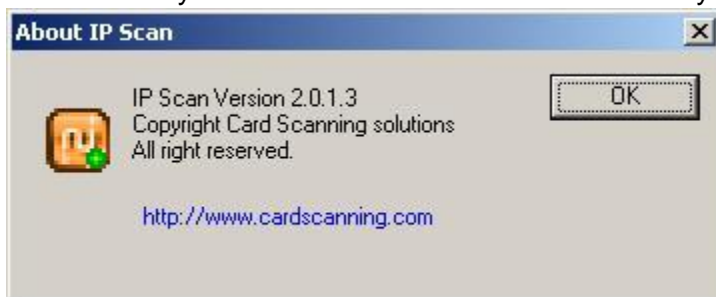 About IP Scan
IP Scan Version 2.0.1.3
OK
Copyright Card Scanning solutions
All right reserved.
http://www.cardscanning.com